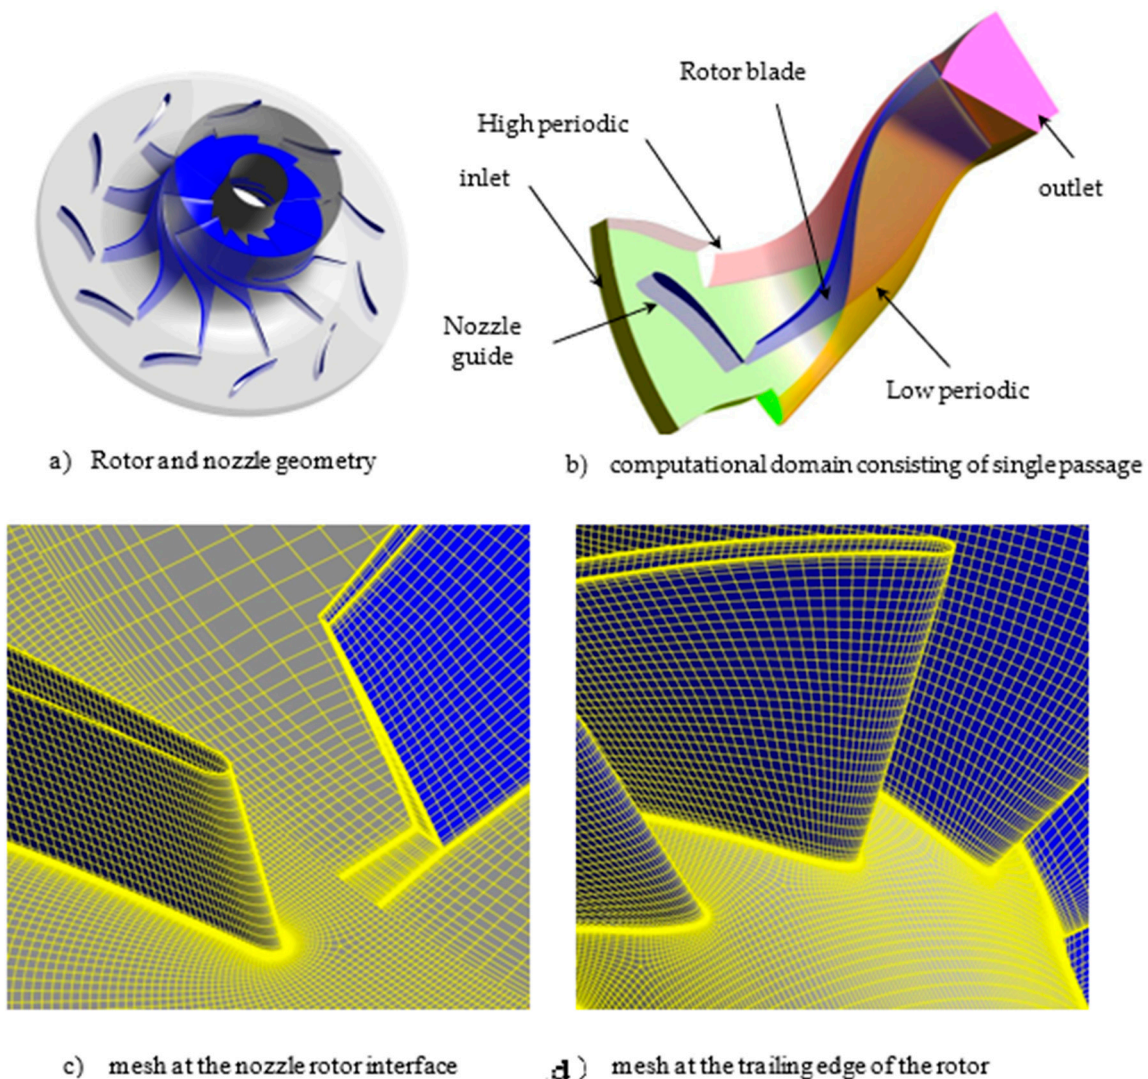 Rotor blade
High periodic
inlet
outlet
Nozzle
guide
Low periodic
a) Rotor and nozzle geometry
b) computational domain consisting of single passage
c) mesh at the nozzle rotor interface
d) mesh at the trailing edge of the rotor